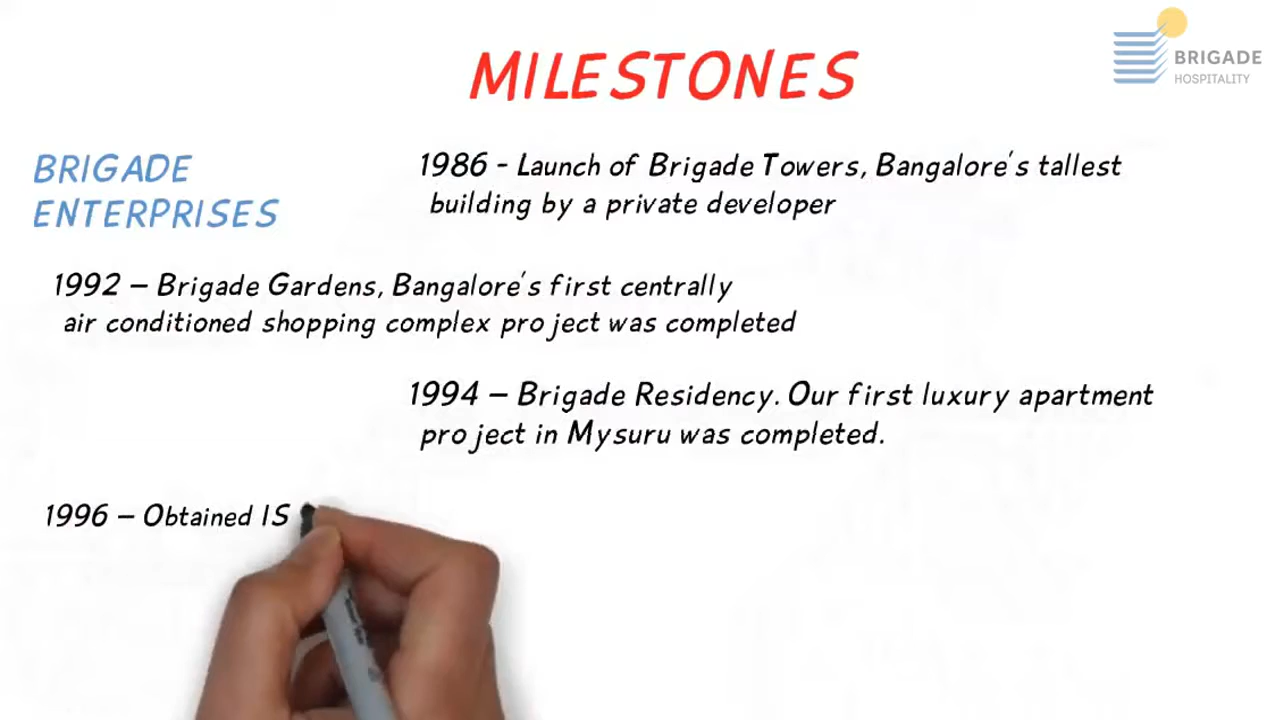 MILESTONES
BRIGADE
HOSPITALITY
BRIGADE
ENTERPRISES
1986 - Launch of Brigade Towers, Bangalore's tallest
building by a private developer
1992 – Brigade Gardens, Bangalore's first centrally
air conditioned shopping complex project was completed
1994 – Brigade Residency. Our first luxury apartment
project in Mysuru was completed.
1996 – Obtained IS